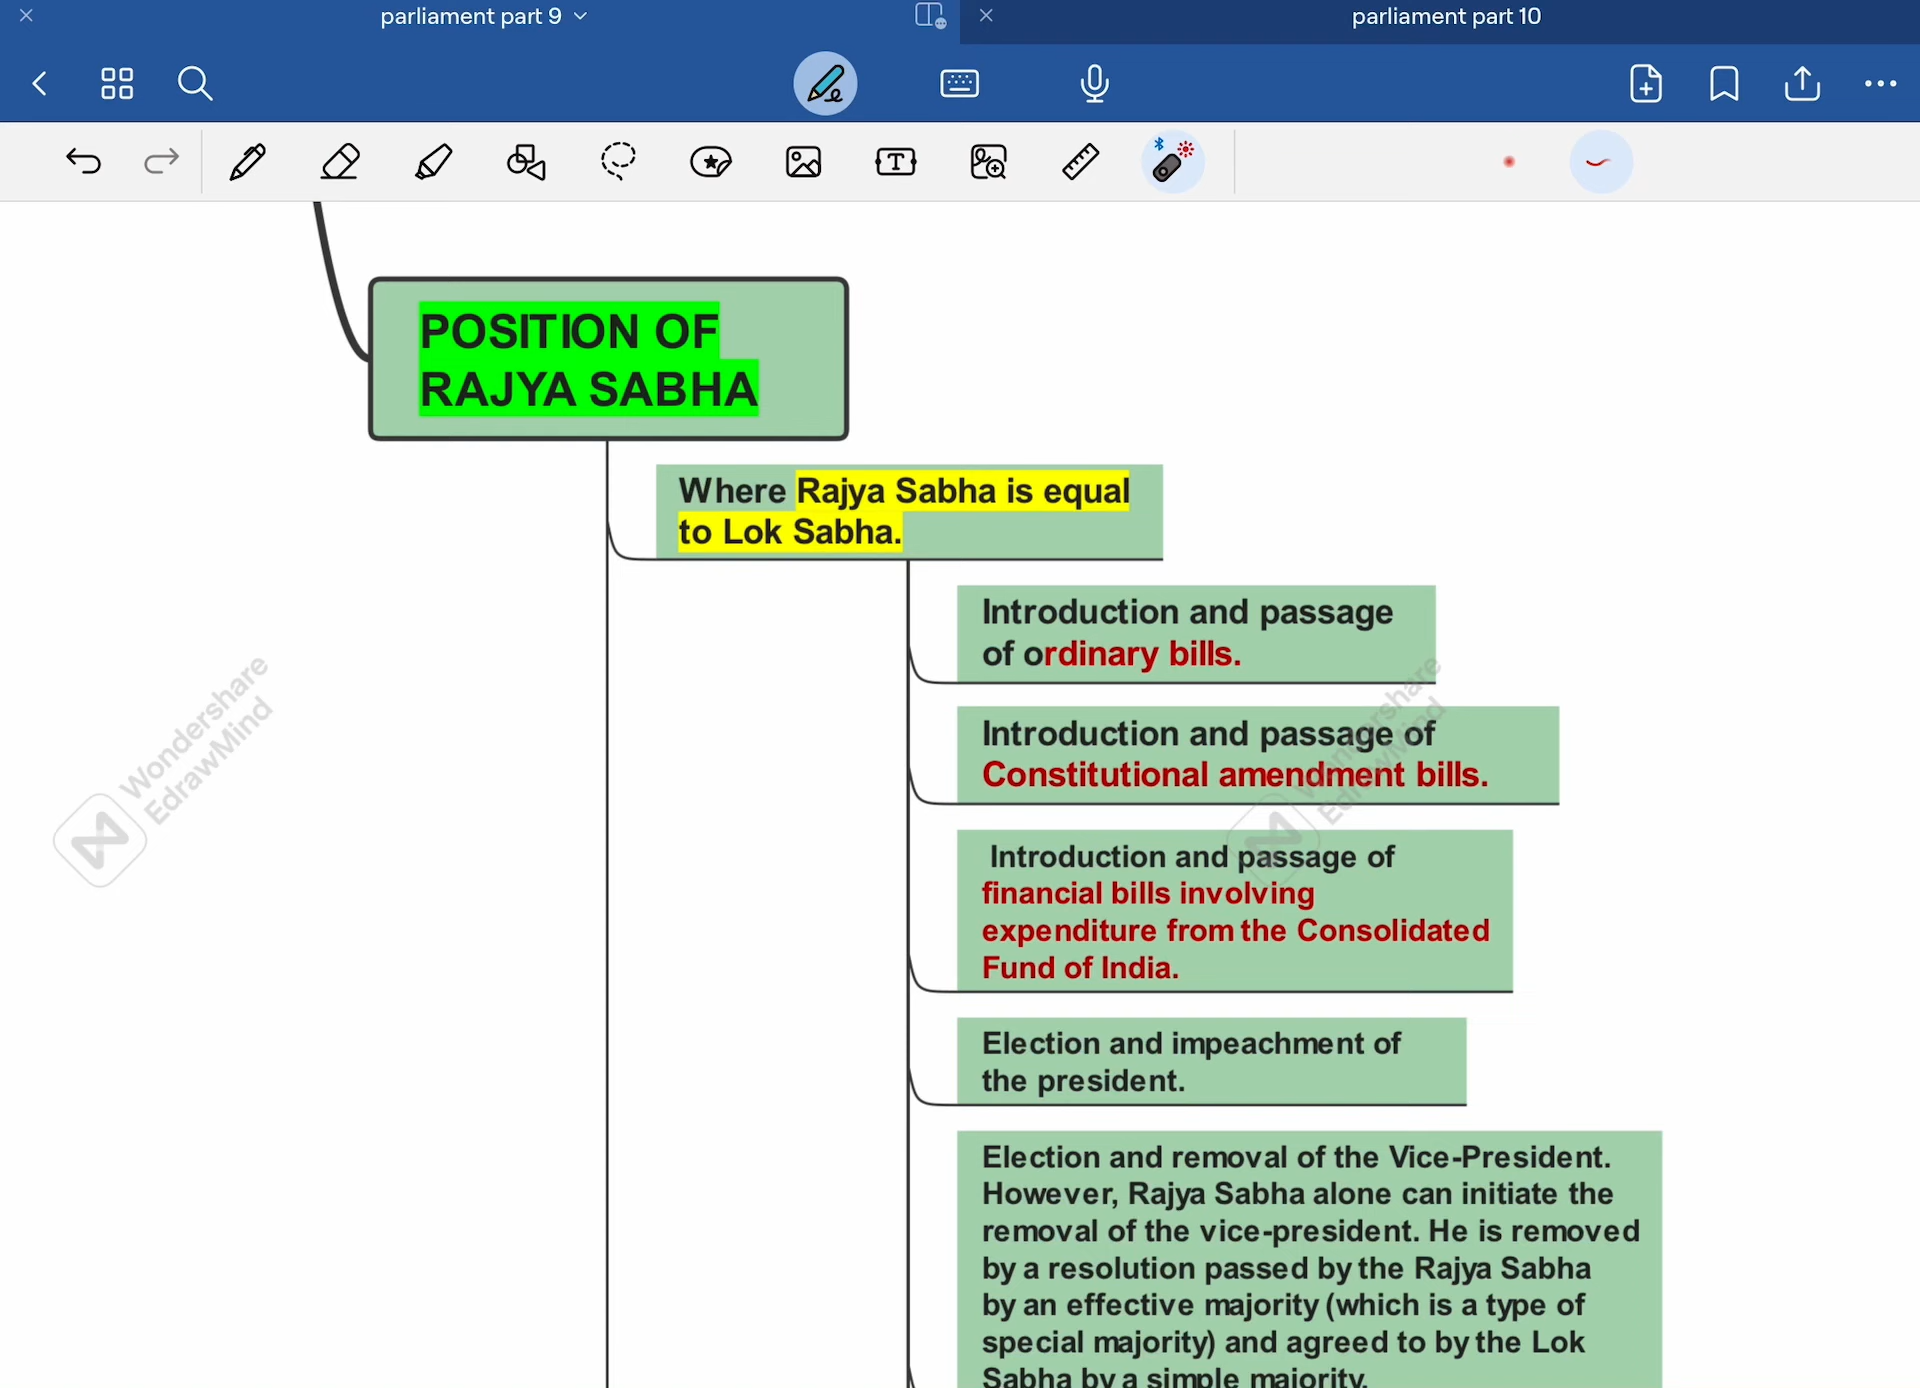 parliament part 9
parliament part 10
POSITION OF
RAJYA SABHA
Where Rajya Sabha is equal
to Lok Sabha.
Introduction and passage
of ordinary bills.
Introduction and passage of
Constitutional amendment bills.
Introduction and passage of
financial bills involving
expenditure from the Consolidated
Fund of India.
Election and impeachment of
the president.
Election and removal of the Vice-President.
However, Rajya Sabha alone can initiate the
removal of the vice-president. He is removed
by a resolution passed by the Rajya Sabha
by an effective majority (which is a type of
special majority) and agreed to by the Lok
Sabha by a simple majority.
Wondershare
EdrawMind
Wondershare
EdrawMind